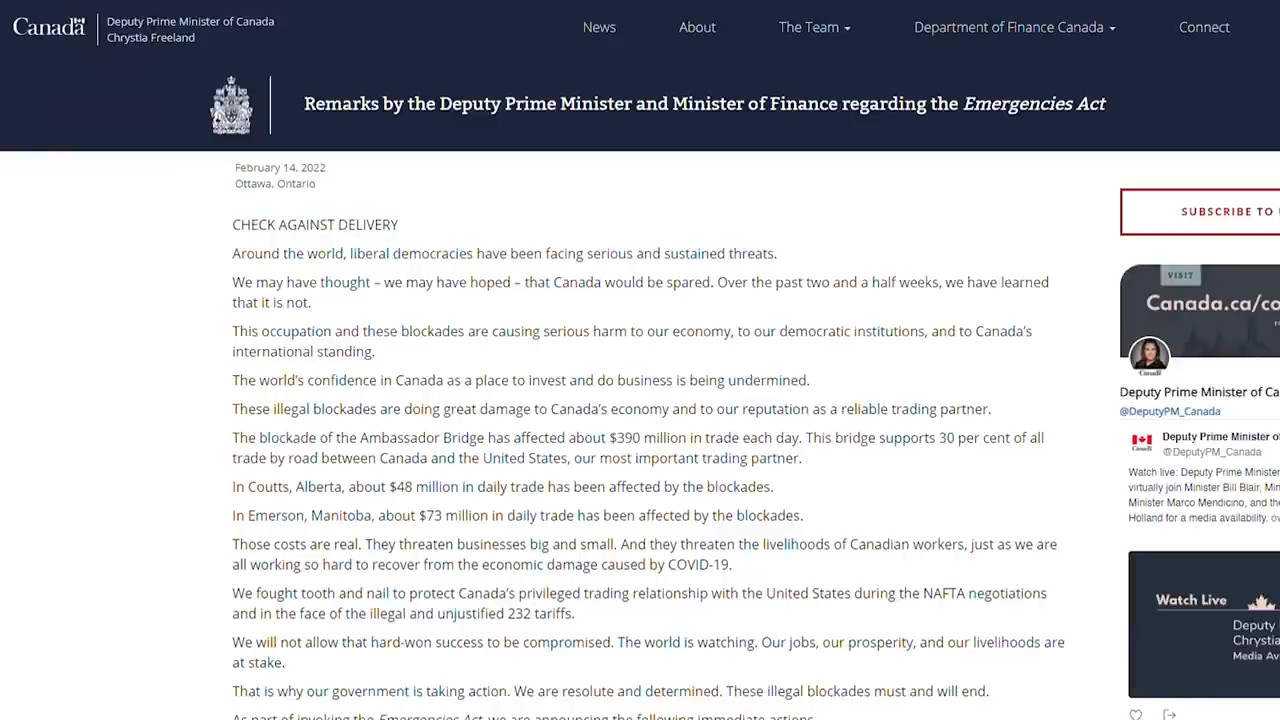 Canada
Deputy Prime Minister of Canada
Chrystia Freeland
News
About
The Team
Department of Finance Canada
Connect
Remarks by the Deputy Prime Minister and Minister of Finance regarding the Emergencies Act
February 14, 2022
Ottawa, Ontario
CHECK AGAINST DELIVERY
Around the world, liberal democracies have been facing serious and sustained threats.
We may have thought – we may have hoped – that Canada would be spared. Over the past two and a half weeks, we have learned
that it is not.
This occupation and these blockades are causing serious harm to our economy, to our democratic institutions, and to Canada's
international standing.
The world's confidence in Canada as a place to invest and do business is being undermined.
These illegal blockades are doing great damage to Canada's economy and to our reputation as a reliable trading partner.
The blockade of the Ambassador Bridge has affected about $390 million in trade each day. This bridge supports 30 per cent of all
trade by road between Canada and the United States, our most important trading partner.
In Coutts, Alberta, about $48 million in daily trade has been affected by the blockades.
In Emerson, Manitoba, about $73 million in daily trade has been affected by the blockades.
Those costs are real. They threaten businesses big and small. And they threaten the livelihoods of Canadian workers, just as we are
all working so hard to recover from the economic damage caused by COVID-19.
We fought tooth and nail to protect Canada's privileged trading relationship with the United States during the NAFTA negotiations
and in the face of the illegal and unjustified 232 tariffs.
We will not allow that hard-won success to be compromised. The world is watching. Our jobs, our prosperity, and our livelihoods are
at stake.
That is why our government is taking action. We are resolute and determined. These illegal blockades must and will end.
As part of invoking the Emergencies Act, we are announcing the following immediate actions
SUBSCRIBE TO
VISIT
Canada.ca/co
Canada
Deputy Prime Minister of Ca
@DeputyPM_Canada
Deputy Prime Minister o
Canada
@DeputyPM_Canada
Watch live: Deputy Prime Minister
virtually join Minister Bill Blair, Min
Minister Marco Mendicino, and the
Holland for a media availability.
Watch Live
Deputy
Chrystia
Media Av